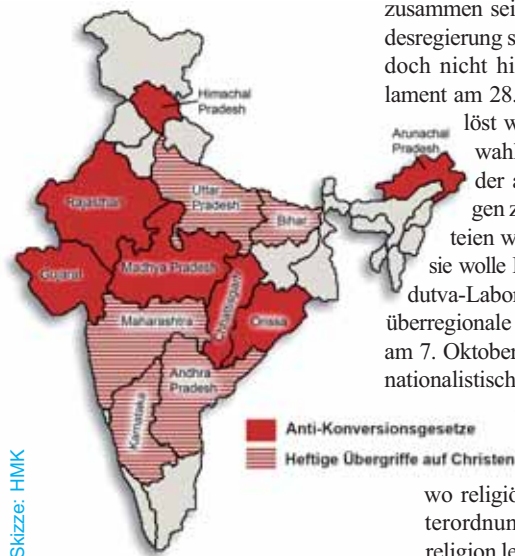 zusammen sei
desregierung s
doch nicht hi
lament am 28.
löst w
wahl
der a
gen z
teien w
sie wolle
dutva-Labor
überregionale
am 7. Oktober
nationalistisch
Himachal
Pradesh
Arunachal
Pradesh
Rajasthan
Uttar
Pradesh
Bihar
Gujarat
Madhya Pradesh
Chhattisgarh
Orissa
Maharashtra
Andhra
Pradesh
Karnataka
Anti-Konversionsgesetze
Heftige Übergriffe auf Christen
wo religiö
terordnun
religion le
Skizze: HMK